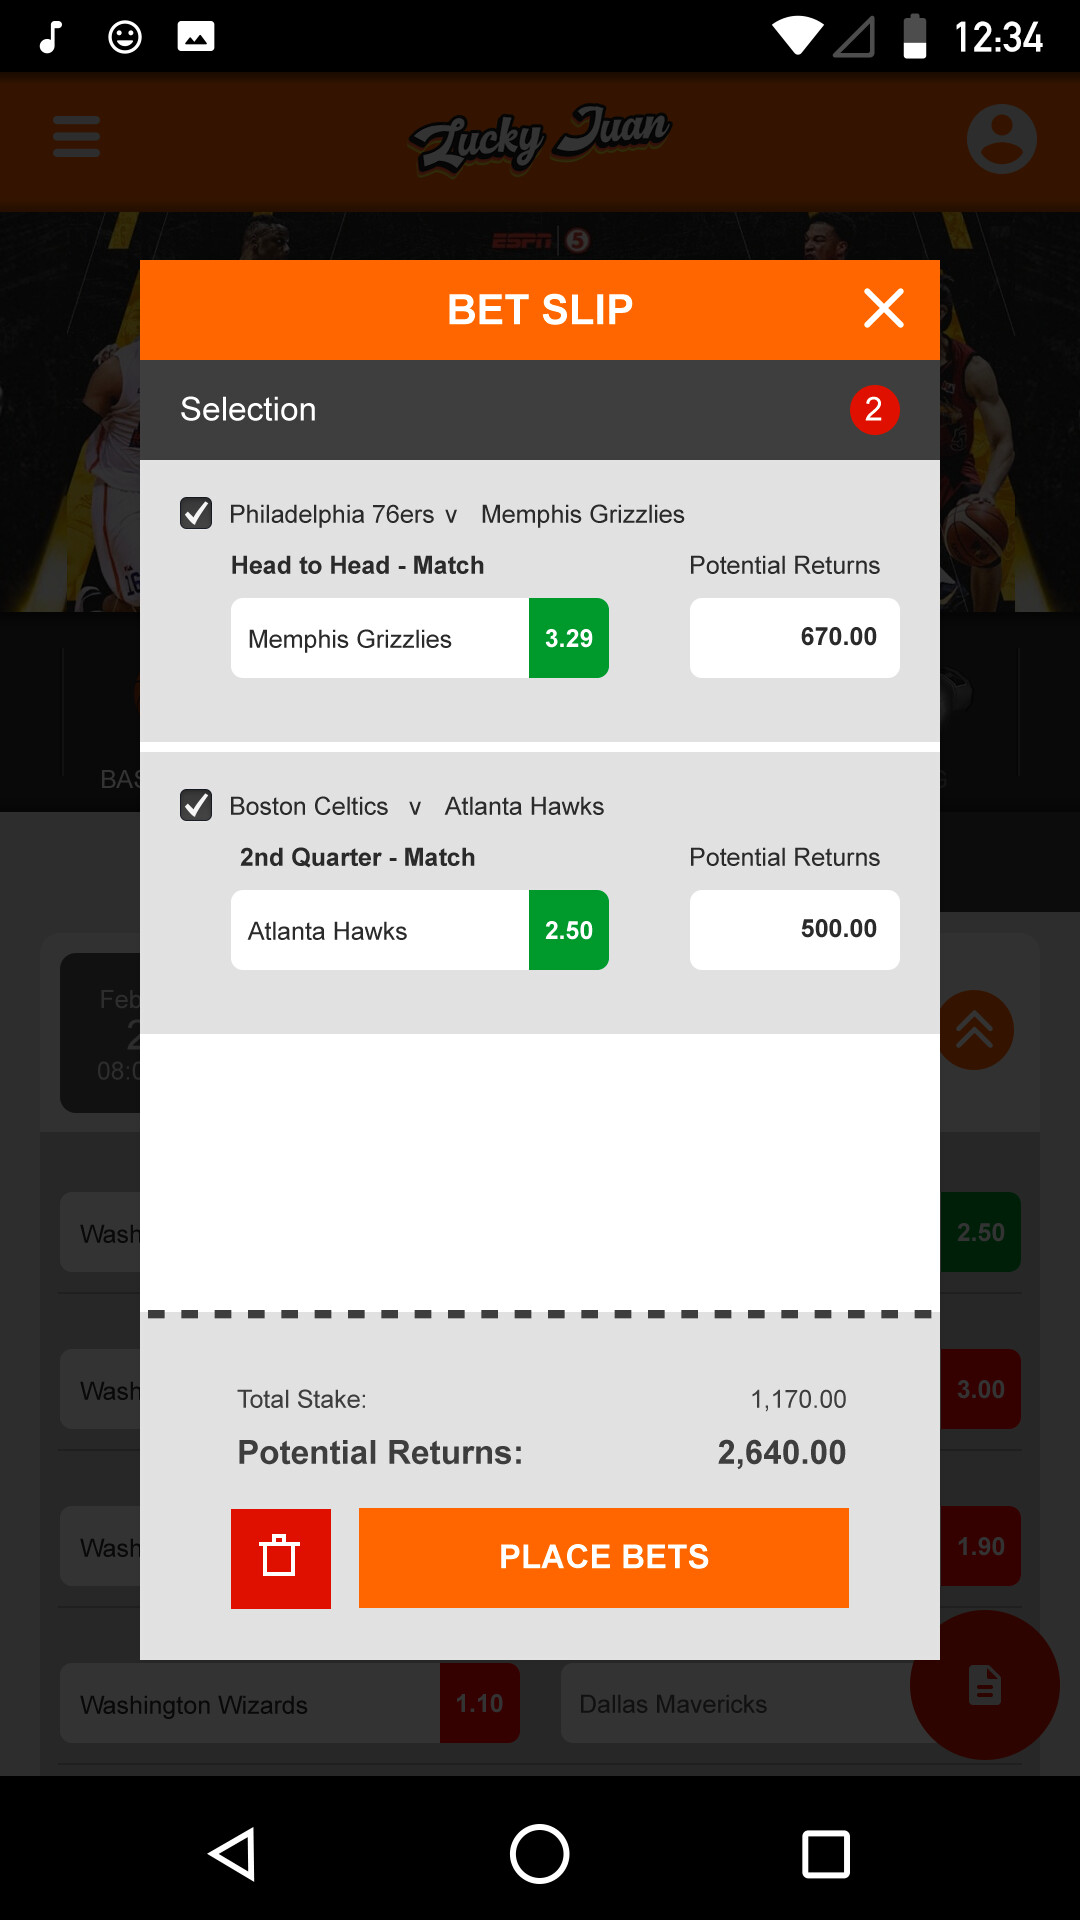 12:34
Lucky Juan
ESPN 5
BET SLIP
Selection 2
Philadelphia 76ers v Memphis Grizzlies
Head to Head - Match Potential Returns
Memphis Grizzlies 3.29 670.00
BAS G
Boston Celtics v Atlanta Hawks
2nd Quarter - Match Potential Returns
Atlanta Hawks 2.50 500.00
Feb
2
08:0
Wash 2.50
Total Stake: 1,170.00
Wash 3.00
Potential Returns: 2,640.00
Wash 1.90
PLACE BETS
Washington Wizards 1.10 Dallas Mavericks